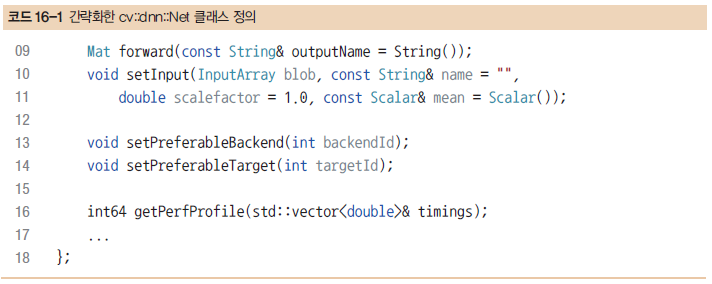 코드 16-1 간략화한 cv::dnn::Net 클래스 정의
09 Mat forward(const String& outputName = String());
10 void setInput(InputArray blob, const String& name = "",
11 double scalefactor = 1.0, const Scalar& mean = Scalar());
12
13 void setPreferableBackend(int backendId);
14 void setPreferableTarget(int targetId);
15
16 int64 getPerfProfile(std::vector<double>& timings);
17 ...
18 };